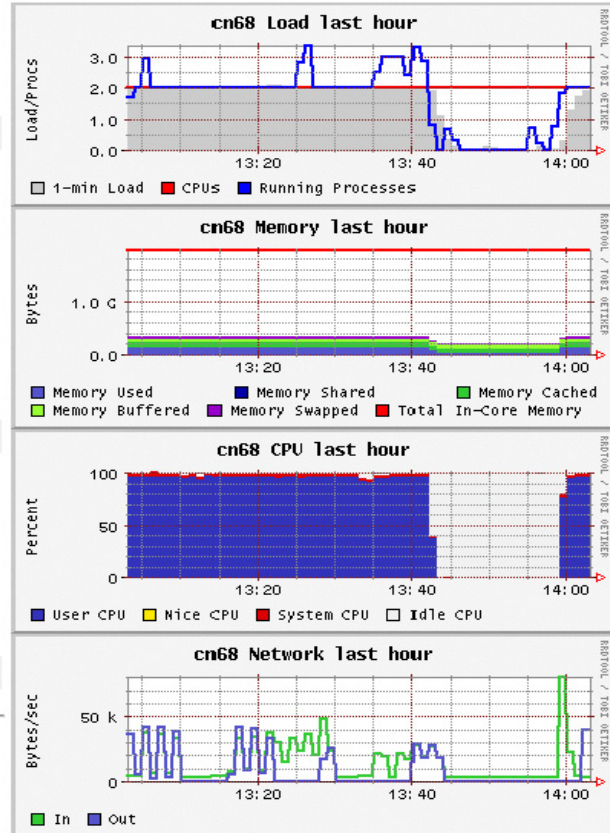 cn68 Load last hour
RRDTOOL / TOBI OETIKER
Load/Procs
3.0
2.0
1.0
0.0
13:20 13:40 14:00
1-min Load CPUs Running Processes
cn68 Memory last hour
RRDTOOL / TOBI OETIKER
Bytes
1.0 G
0.0
13:20 13:40 14:00
Memory Used Memory Shared Memory Cached
Memory Buffered Memory Swapped Total In-Core Memory
cn68 CPU last hour
RRDTOOL / TOBI OETIKER
Percent
100
50
0
13:20 13:40 14:00
User CPU Nice CPU System CPU Idle CPU
cn68 Network last hour
RRDTOOL / TOBI OETIKER
Bytes/sec
50 k
0
13:20 13:40 14:00
In Out